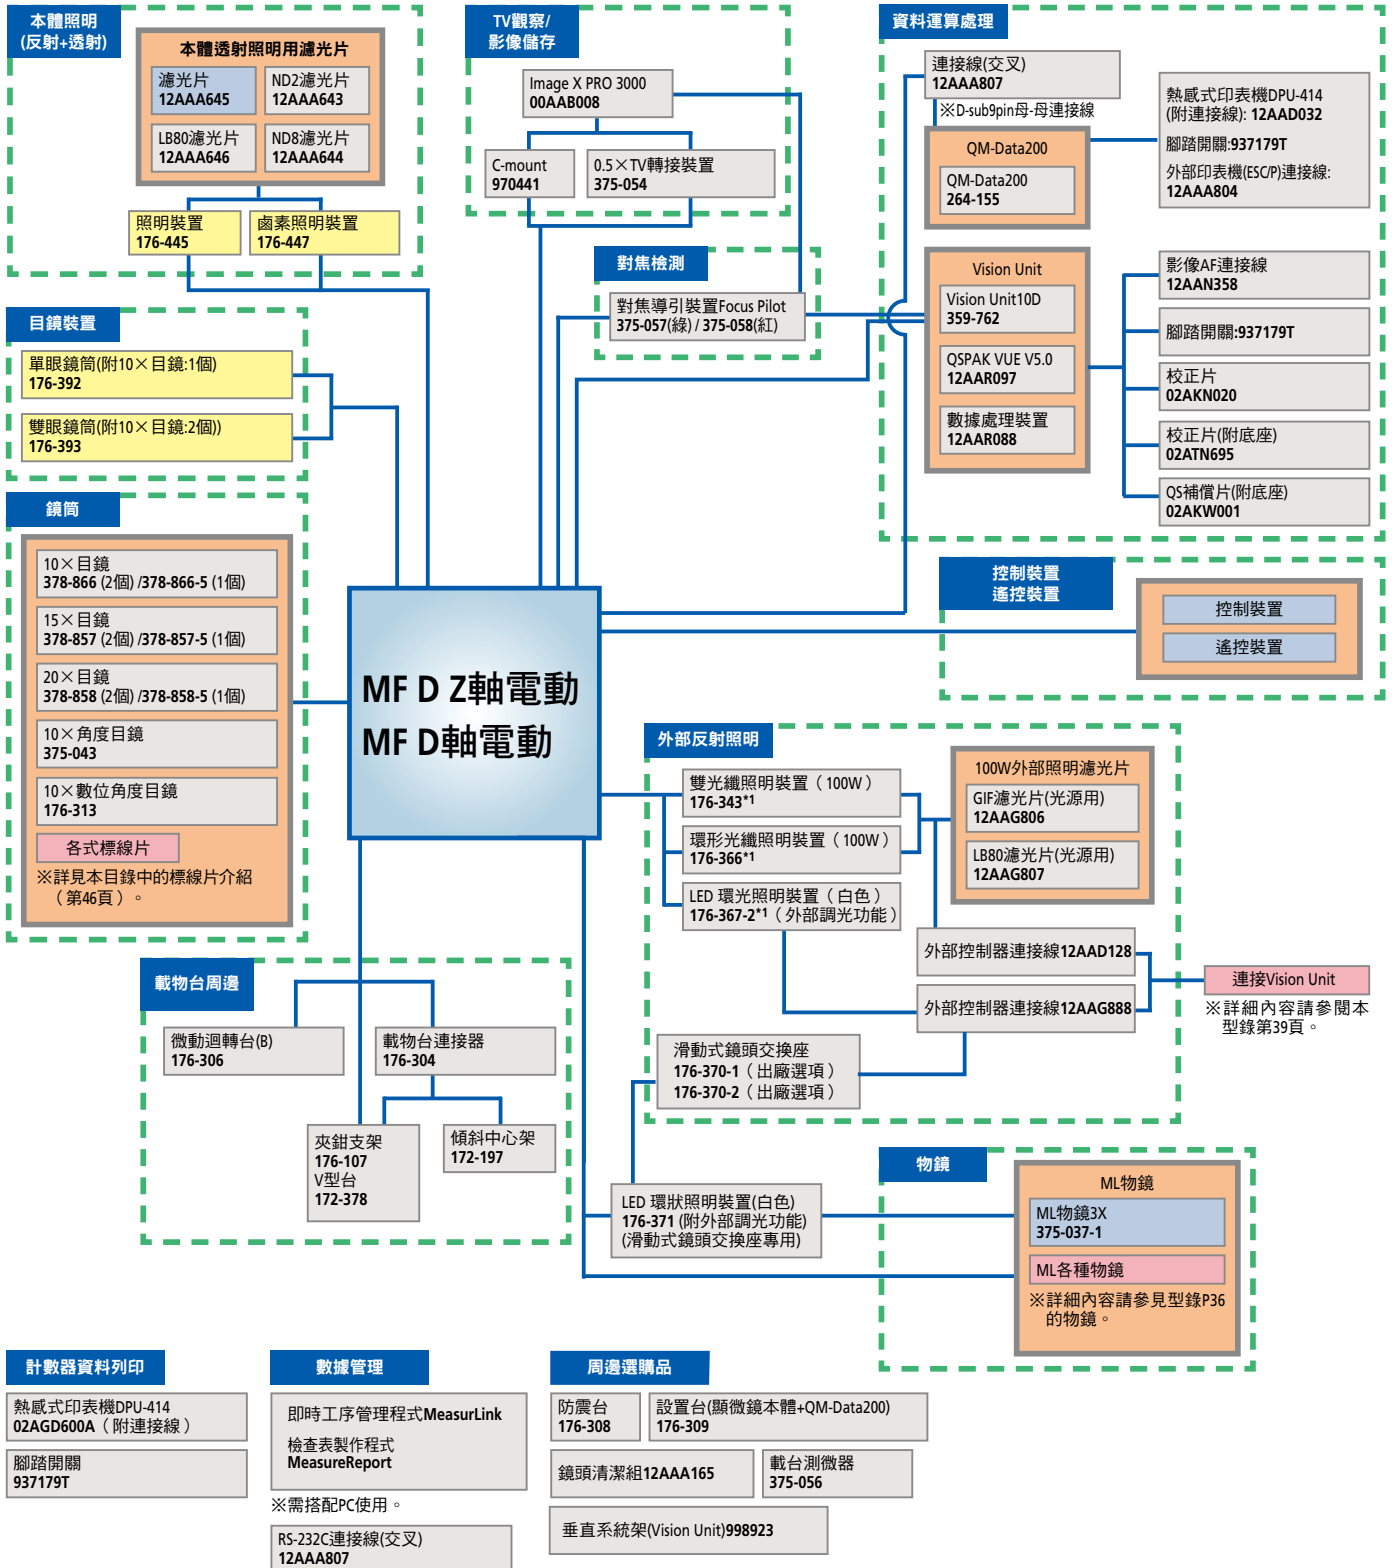 本體照明
(反射+透射)
本體透射照明用濾光片
濾光片
12AAA645
ND2濾光片
12AAA643
LB80濾光片
12AAA646
ND8濾光片
12AAA644
照明裝置
176-445
鹵素照明裝置
176-447
TV觀察/
影像儲存
Image X PRO 3000
00AAB008
C-mount
970441
0.5×TV轉接裝置
375-054
對焦檢測
對焦導引裝置Focus Pilot
375-057(綠) / 375-058(紅)
資料運算處理
連接線(交叉)
12AAA807
※D-sub9pin母-母連接線
QM-Data200
QM-Data200
264-155
熱感式印表機DPU-414
(附連接線): 12AAD032
腳踏開關:937179T
外部印表機(ESC/P)連接線:
12AAA804
Vision Unit
Vision Unit10D
359-762
QSPAK VUE V5.0
12AAR097
數據處理裝置
12AAR088
影像AF連接線
12AAN358
腳踏開關:937179T
校正片
02AKN020
校正片(附底座)
02ATN695
QS補償片(附底座)
02AKW001
目鏡裝置
單眼鏡筒(附10×目鏡:1個)
176-392
雙眼鏡筒(附10×目鏡:2個))
176-393
鏡筒
10×目鏡
378-866 (2個) /378-866-5 (1個)
15×目鏡
378-857 (2個) /378-857-5 (1個)
20×目鏡
378-858 (2個) /378-858-5 (1個)
10×角度目鏡
375-043
10×數位角度目鏡
176-313
各式標線片
※詳見本目錄中的標線片介紹
（第46頁）。
MF D Z軸電動
MF D軸電動
控制裝置
遙控裝置
控制裝置
遙控裝置
外部反射照明
雙光纖照明裝置（100W）
176-343*1
環形光纖照明裝置（100W）
176-366*1
LED 環光照明裝置（白色）
176-367-2*1（外部調光功能）
100W外部照明濾光片
GIF濾光片(光源用)
12AAG806
LB80濾光片(光源用)
12AAG807
外部控制器連接線12AAD128
外部控制器連接線12AAG888
連接Vision Unit
※詳細內容請參閱本
型錄第39頁。
滑動式鏡頭交換座
176-370-1（出廠選項）
176-370-2（出廠選項）
載物台周邊
微動迴轉台(B)
176-306
載物台連接器
176-304
夾鉗支架
176-107
V型台
172-378
傾斜中心架
172-197
LED 環狀照明裝置(白色)
176-371 (附外部調光功能)
(滑動式鏡頭交換座專用)
物鏡
ML物鏡
ML物鏡3X
375-037-1
ML各種物鏡
※詳細內容請參見型錄P36
的物鏡。
計數器資料列印
熱感式印表機DPU-414
02AGD600A（附連接線）
腳踏開關
937179T
數據管理
即時工序管理程式MeasurLink
檢查表製作程式
MeasureReport
※需搭配PC使用。
RS-232C連接線(交叉)
12AAA807
周邊選購品
防震台
176-308
設置台(顯微鏡本體+QM-Data200)
176-309
鏡頭清潔組12AAA165
載台測微器
375-056
垂直系統架(Vision Unit)998923